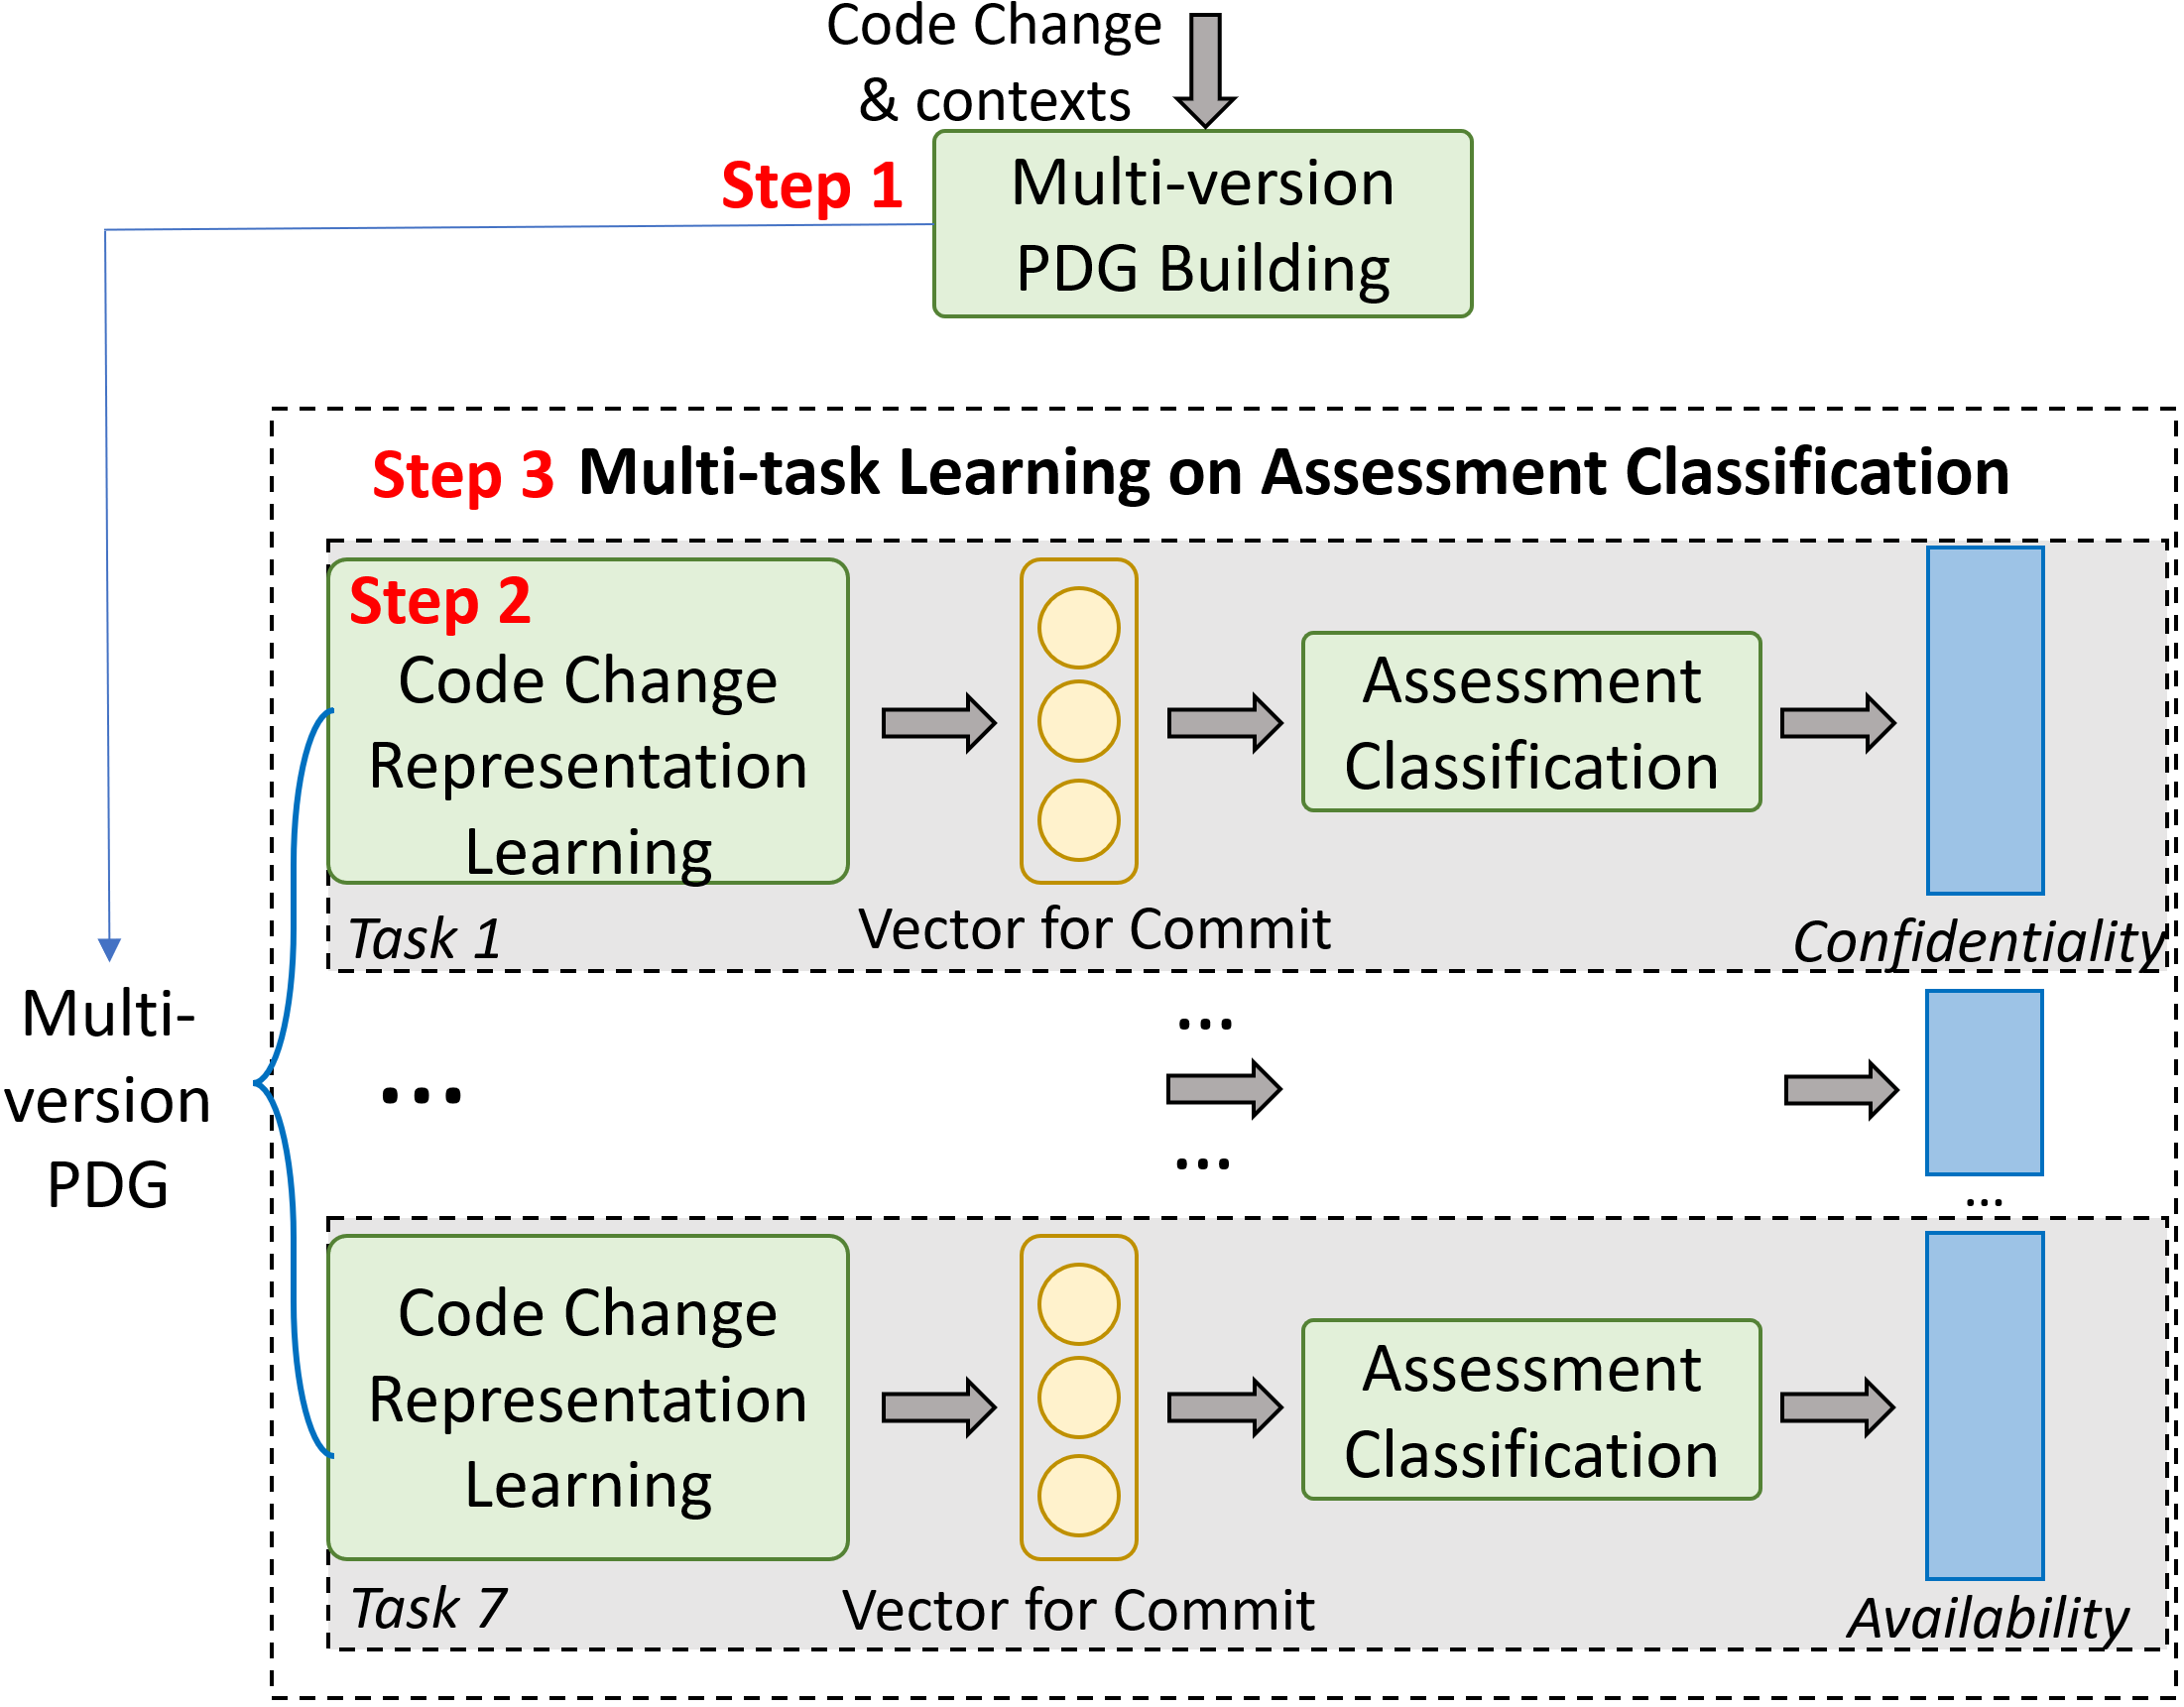 Code Change
& contexts
Step 1
Multi-version
PDG Building
Step 3 Multi-task Learning on Assessment Classification
Step 2
Code Change
Representation
Learning
Assessment
Classification
Task 1
Vector for Commit
Confidentiality
Multi-
version
PDG
...
...
...
...
Code Change
Representation
Learning
Assessment
Classification
Task 7
Vector for Commit
Availability